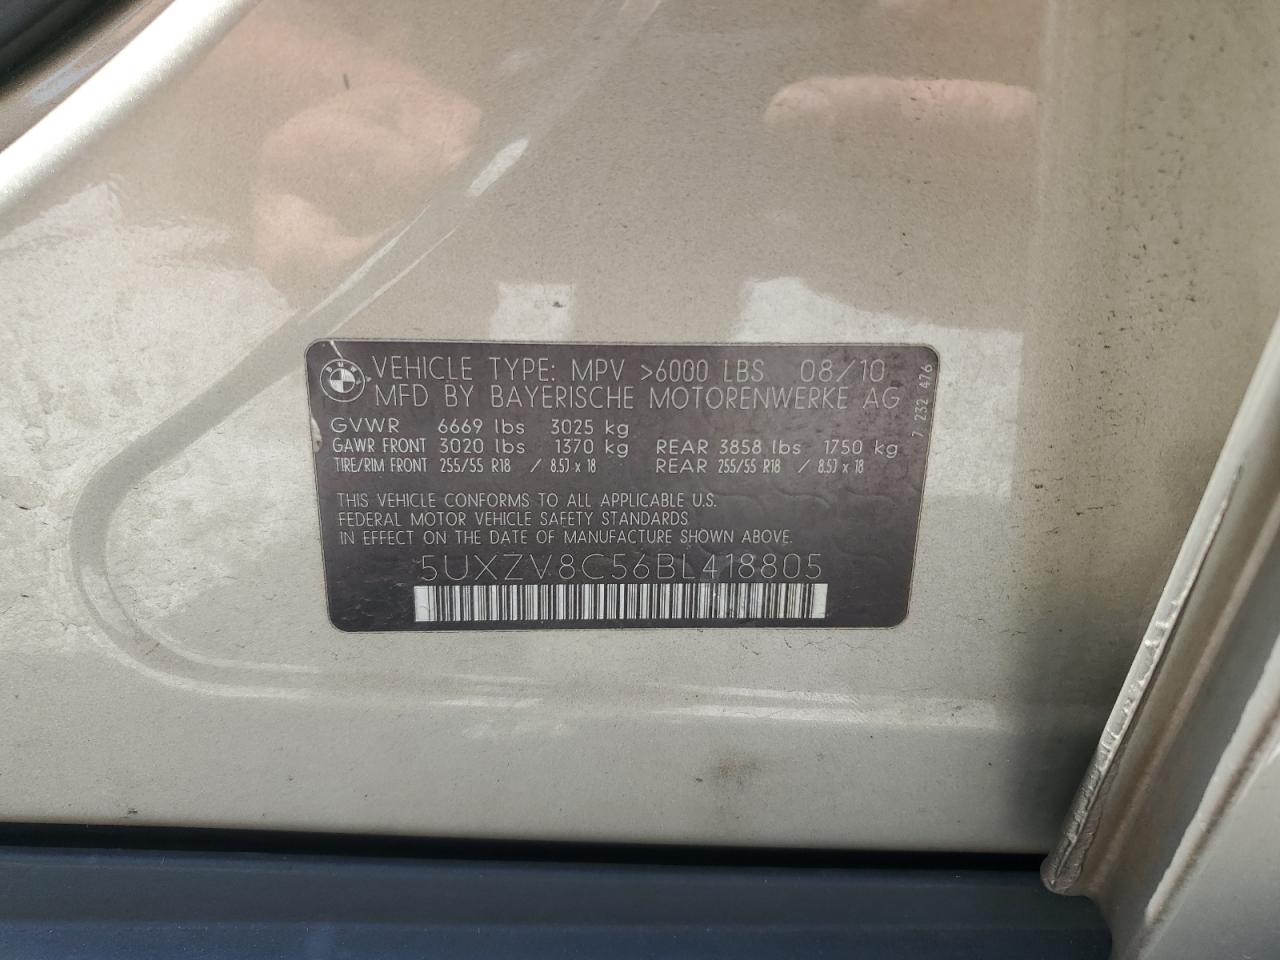 BMW
VEHICLE TYPE: MPV >6000 LBS 08/10
MFD BY BAYERISCHE MOTORENWERKE AG
GVWR 6669 lbs 3025 kg
GAWR FRONT 3020 lbs 1370 kg REAR 3858 lbs 1750 kg
TIRE/RIM FRONT 255/55 R18 / 8.5J x 18 REAR 255/55 R18 / 8.5J x 18
7 232 476
THIS VEHICLE CONFORMS TO ALL APPLICABLE U.S.
FEDERAL MOTOR VEHICLE SAFETY STANDARDS
IN EFFECT ON THE DATE OF MANUFACTURE SHOWN ABOVE.
5UXZV8C56BL418805